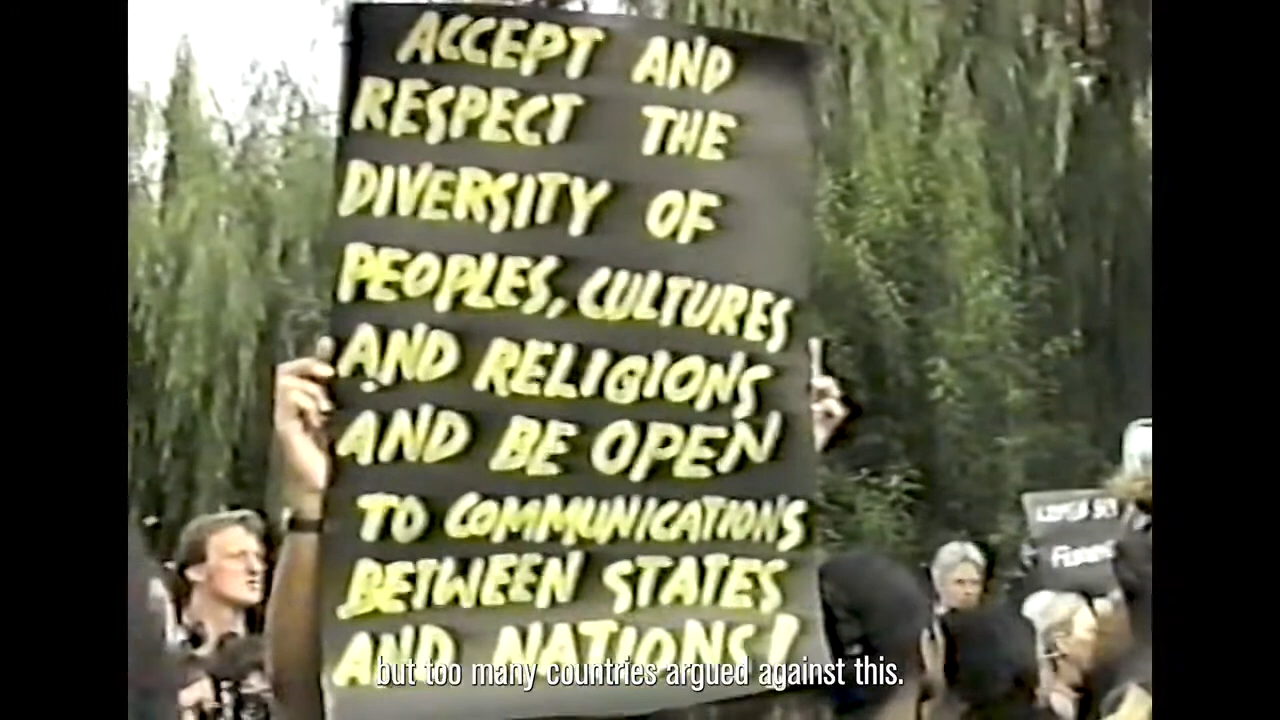 ACCEPT AND
RESPECT THE
DIVERSITY OF
PEOPLES, CULTURES
AND RELIGIONS
AND BE OPEN
TO COMMUNICATIONS
BETWEEN STATES
AND NATIONS!
but too many countries argued against this.